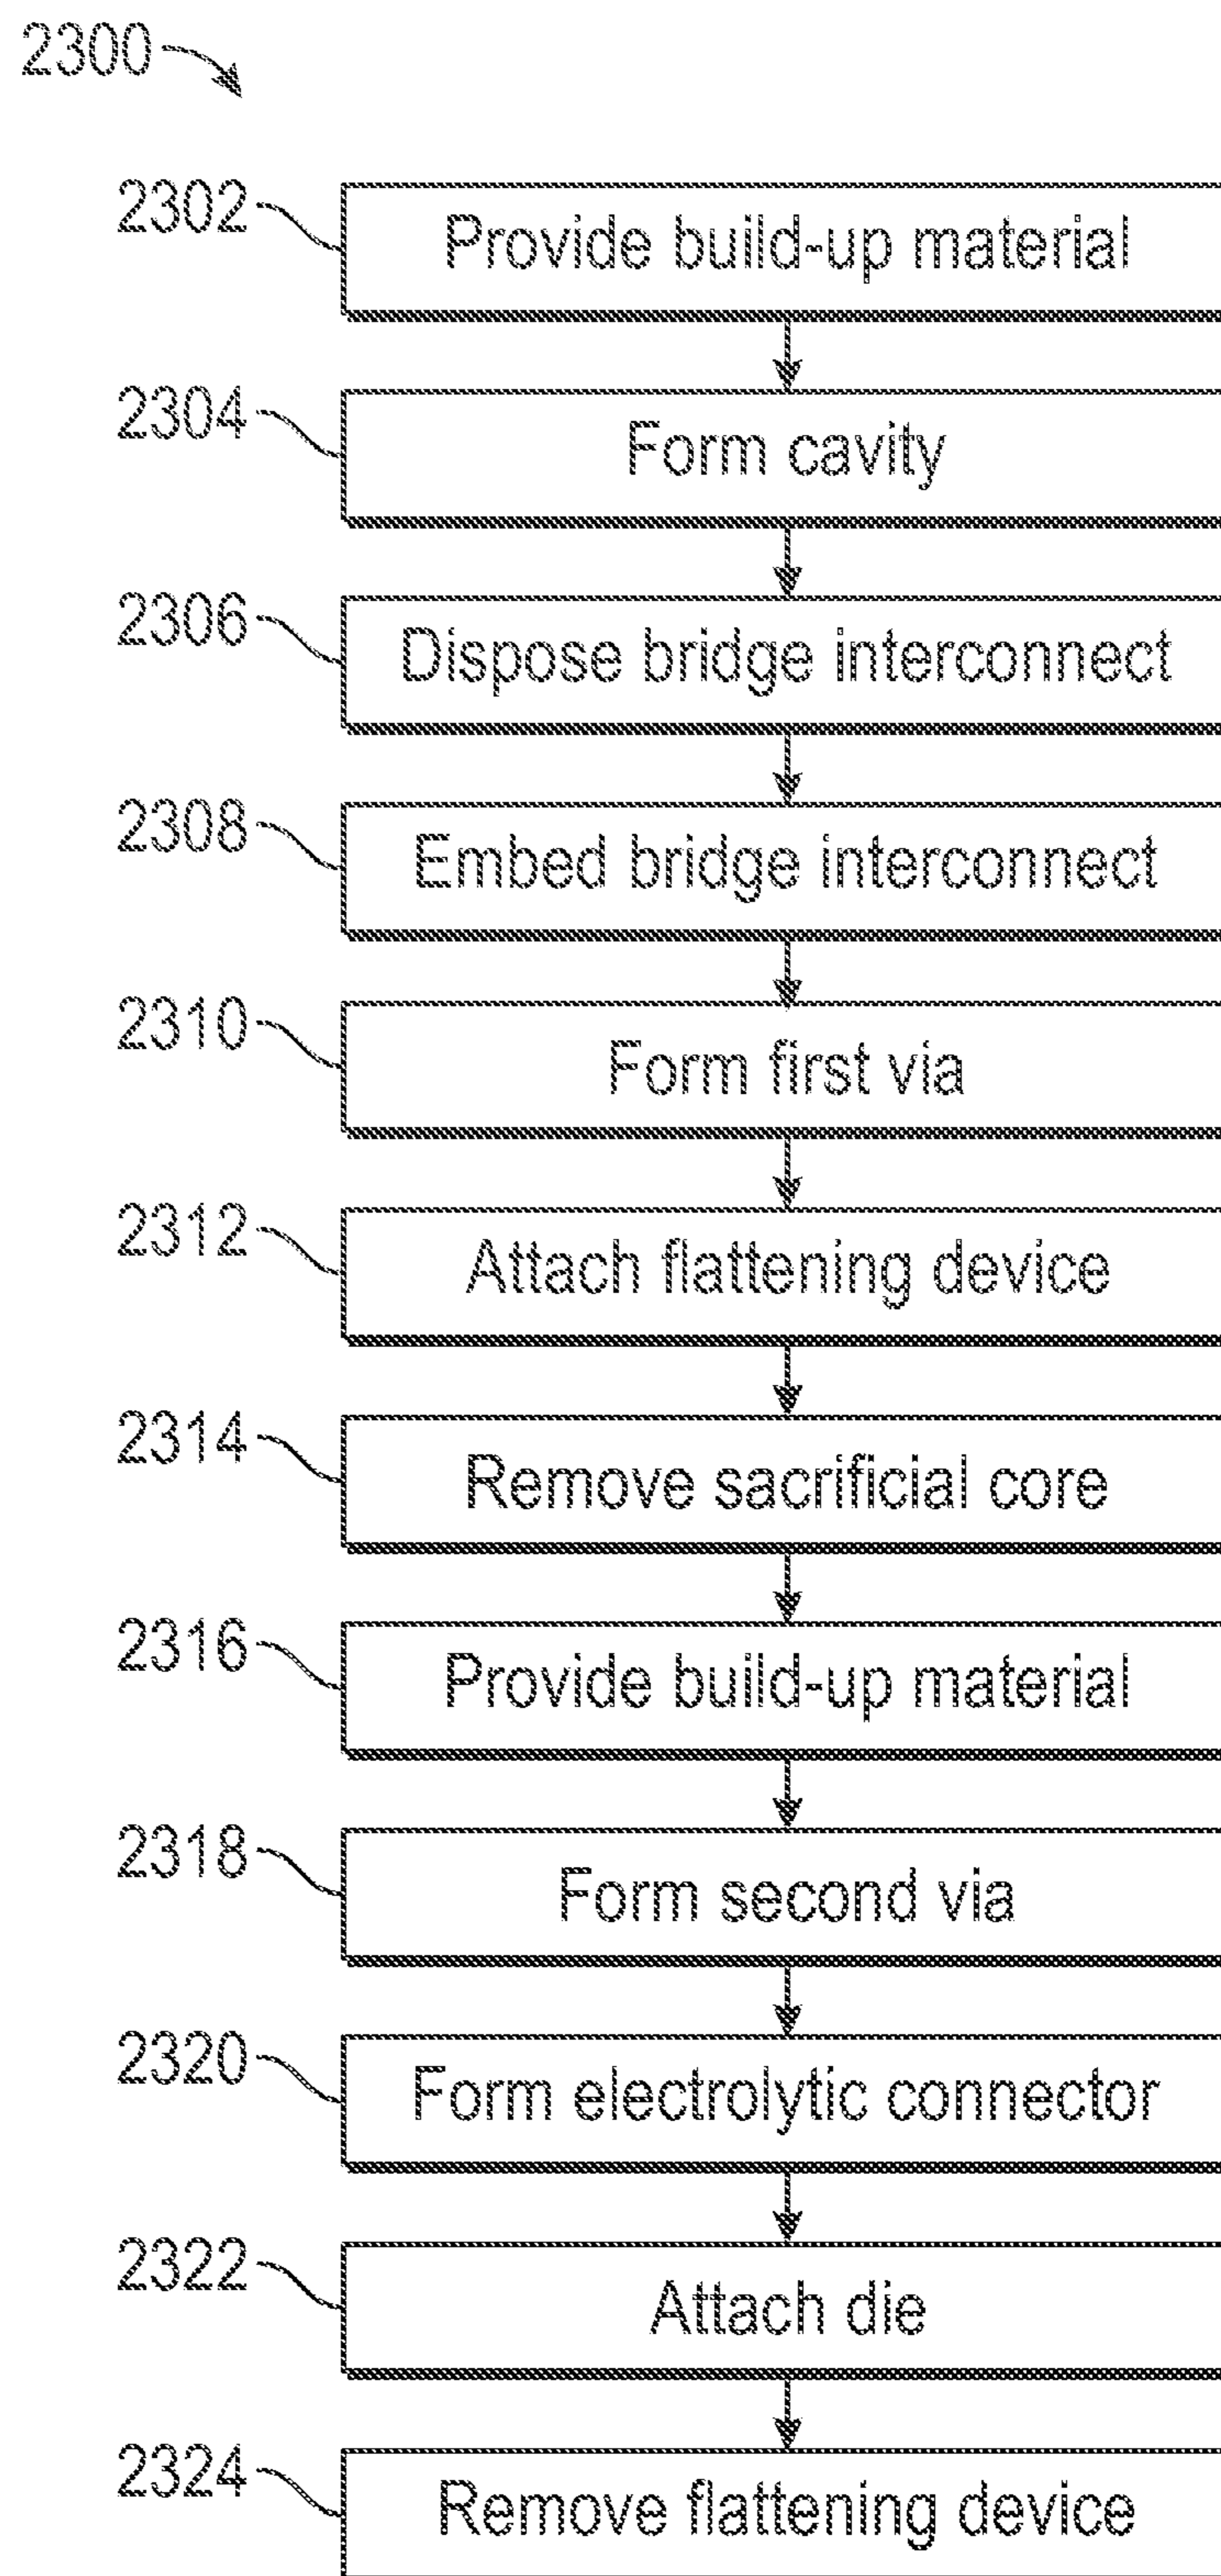 2300
2302 Provide build-up material
2304 Form cavity
2306 Dispose bridge interconnect
2308 Embed bridge interconnect
2310 Form first via
2312 Attach flattening device
2314 Remove sacrificial core
2316 Provide build-up material
2318 Form second via
2320 Form electrolytic connector
2322 Attach die
2324 Remove flattening device